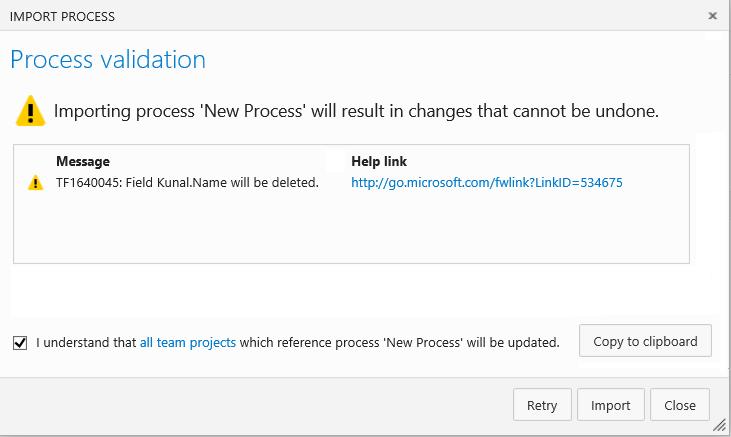 IMPORT PROCESS
Process validation
Importing process 'New Process' will result in changes that cannot be undone.
Message Help link
TF1640045: Field Kunal.Name will be deleted. http://go.microsoft.com/fwlink?LinkID=534675
I understand that all team projects which reference process 'New Process' will be updated. Copy to clipboard
Retry Import Close